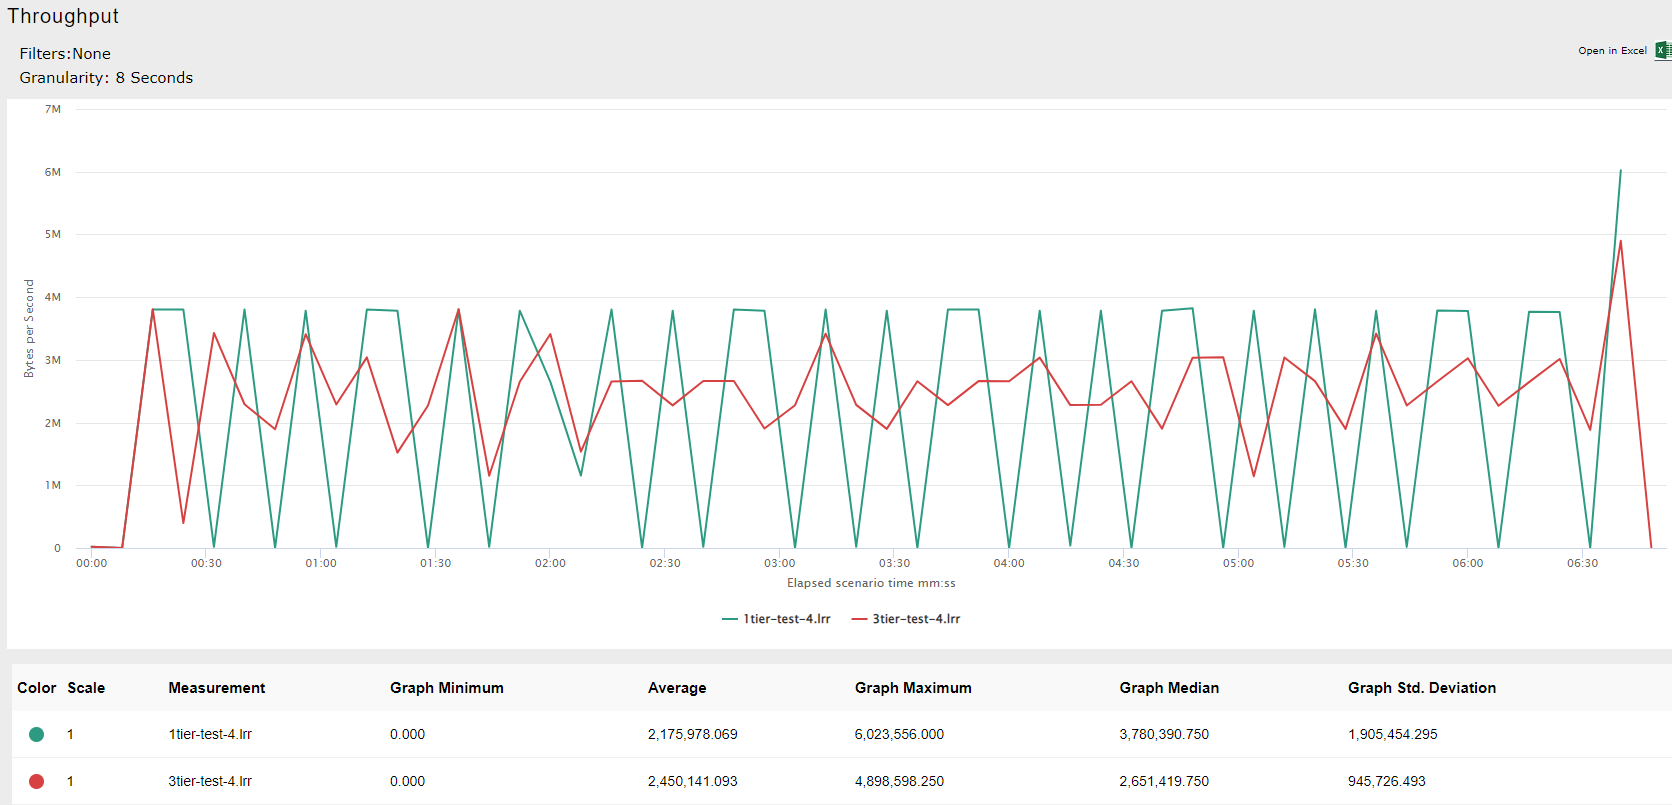 Throughput
Filters:None
Open in Excel
Granularity: 8 Seconds
7M
6M
5M
4M
3M
2M
1M
0
Bytes per Second
00:00 00:30 01:00 01:30 02:00 02:30 03:00 03:30 04:00 04:30 05:00 05:30 06:00 06:30
Elapsed scenario time mm:ss
1tier-test-4.lrr 3tier-test-4.lrr
Color Scale Measurement Graph Minimum Average Graph Maximum Graph Median Graph Std. Deviation
1 1tier-test-4.lrr 0.000 2,175,978.069 6,023,556.000 3,780,390.750 1,905,454.295
1 3tier-test-4.lrr 0.000 2,450,141.093 4,898,598.250 2,651,419.750 945,726.493